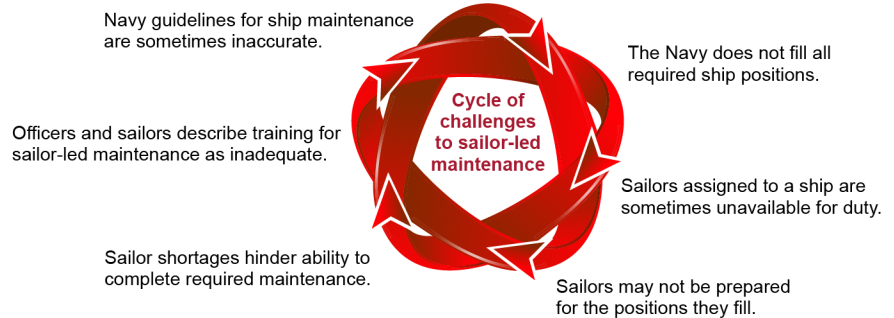 Navy guidelines for ship maintenance
are sometimes inaccurate.
The Navy does not fill all
required ship positions.
Cycle of
challenges
to sailor-led
maintenance
Officers and sailors describe training for
sailor-led maintenance as inadequate.
Sailors assigned to a ship are
sometimes unavailable for duty.
Sailor shortages hinder ability to
complete required maintenance.
Sailors may not be prepared
for the positions they fill.